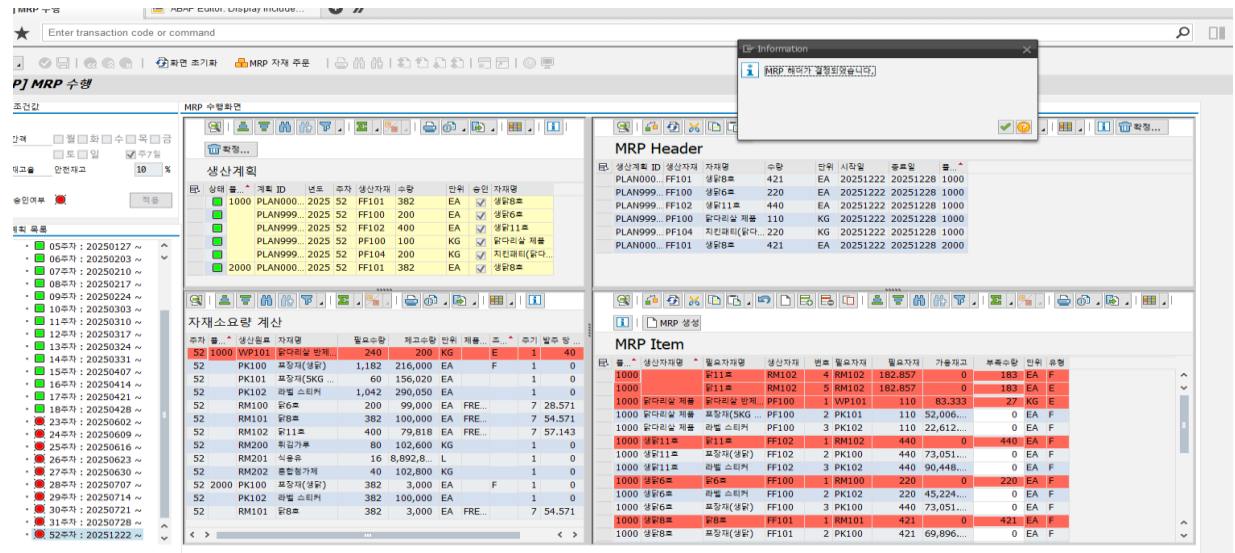 MRP 수행
ABAP Editor: Display Include...
Enter transaction code or command
화면 초기화 MRP 자재 주문
P] MRP 수행
Information
MRP 헤더가 결정되었습니다.
조건값
월 화 수 목 금
토 일 주7일
안전재고 10 %
승인여부 적용
05주차 : 20250127 ~
06주차 : 20250203 ~
07주차 : 20250210 ~
08주차 : 20250217 ~
09주차 : 20250224 ~
10주차 : 20250303 ~
11주차 : 20250310 ~
12주차 : 20250317 ~
13주차 : 20250324 ~
14주차 : 20250331 ~
15주차 : 20250407 ~
16주차 : 20250414 ~
17주차 : 20250421 ~
18주차 : 20250428 ~
23주차 : 20250602 ~
24주차 : 20250609 ~
25주차 : 20250616 ~
26주차 : 20250623 ~
27주차 : 20250630 ~
28주차 : 20250707 ~
29주차 : 20250714 ~
30주차 : 20250721 ~
31주차 : 20250728 ~
52주차 : 20251222 ~
MRP 수행화면
확정...
생산계획
상태 플... 계획 ID 년도 주차 생산자재 수량 단위 승인 자재명
1000 PLAN000... 2025 52 FF101 382 EA 생닭8호
PLAN999... 2025 52 FF100 200 EA 생닭6호
PLAN999... 2025 52 FF102 400 EA 생닭11호
PLAN999... 2025 52 PF100 100 KG 닭다리살 제품
PLAN999... 2025 52 PF104 200 KG 치킨패티(닭다...
2000 PLAN000... 2025 52 FF101 382 EA 생닭8호
자재소요량 계산
주차 플... 생산원료 자재명 필요수량 재고수량 단위 제품... 조... 주기 발주 량 ...
52 1000 WP101 닭다리살 반제... 240 200 KG E 1 40
52 PK100 포장재(생닭) 1,182 216,000 EA F 1 0
52 PK101 포장재(5KG ... 60 156,020 EA 1 0
52 PK102 라벨 스티커 1,042 290,050 EA 1 0
52 RM100 닭6호 200 99,000 EA FRE... 7 28.571
52 RM101 닭8호 382 100,000 EA FRE... 7 54.571
52 RM102 닭11호 400 79,818 EA FRE... 7 57.143
52 RM200 튀김가루 80 102,600 KG 1 0
52 RM201 식용유 16 8,892,8... L 1 0
52 RM202 혼합첨가제 40 102,800 KG 1 0
52 2000 PK100 포장재(생닭) 382 3,000 EA F 1 0
52 PK102 라벨 스티커 382 100,000 EA 1 0
52 RM101 닭8호 382 3,000 EA FRE... 7 54.571
확정...
MRP Header
생산계획 ID 생산자재 자재명 수량 단위 시작일 종료일 플...
PLAN000... FF101 생닭8호 421 EA 20251222 20251228 1000
PLAN999... FF100 생닭6호 220 EA 20251222 20251228 1000
PLAN999... FF102 생닭11호 440 EA 20251222 20251228 1000
PLAN999... PF100 닭다리살 제품 110 KG 20251222 20251228 1000
PLAN999... PF104 치킨패티(닭다... 220 KG 20251222 20251228 1000
PLAN000... FF101 생닭8호 421 EA 20251222 20251228 2000
MRP 생성
MRP Item
플... 생산자재명 필요자재명 생산자재 번호 필요자재 필요자재 가용재고 부족수량 단위 유형
1000 닭11호 RM102 4 RM102 182.857 0 183 EA F
1000 닭11호 RM102 5 RM102 182.857 0 183 EA E
1000 닭다리살 제품 닭다리살 반제... PF100 1 WP101 110 83.333 27 KG E
1000 닭다리살 제품 포장재(5KG ... PF100 2 PK101 110 52,006.... 0 EA F
1000 닭다리살 제품 라벨 스티커 PF100 3 PK102 110 22,612.... 0 EA F
1000 생닭11호 닭11호 FF102 1 RM102 440 0 440 EA F
1000 생닭11호 포장재(생닭) FF102 2 PK100 440 73,051.... 0 EA F
1000 생닭11호 라벨 스티커 FF102 3 PK102 440 90,448.... 0 EA F
1000 생닭6호 닭6호 FF100 1 RM100 220 0 220 EA F
1000 생닭6호 라벨 스티커 FF100 2 PK102 220 45,224.... 0 EA F
1000 생닭6호 포장재(생닭) FF100 3 PK100 440 73,051.... 0 EA F
1000 생닭8호 닭8호 FF101 1 RM101 421 0 421 EA F
1000 생닭8호 포장재(생닭) FF101 2 PK100 421 69,896.... 0 EA F